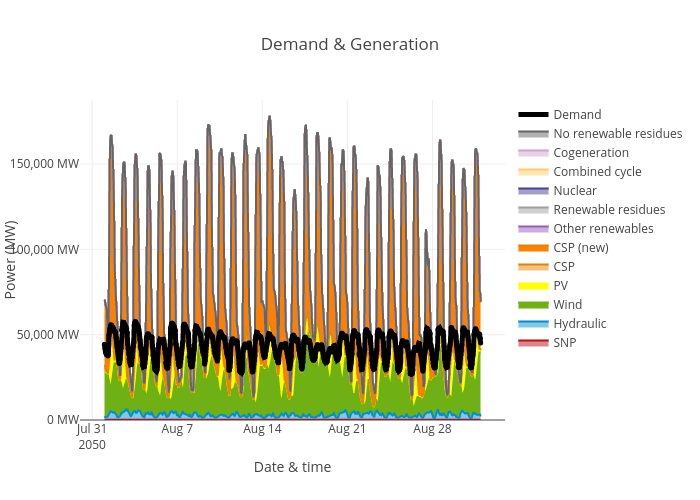 Demand & Generation
Demand
No renewable residues
Cogeneration
Combined cycle
Nuclear
Renewable residues
Other renewables
CSP (new)
CSP
PV
Wind
Hydraulic
SNP
150,000 MW
100,000 MW
50,000 MW
0 MW
Power (MW)
Jul 31
2050
Aug 7
Aug 14
Aug 21
Aug 28
Date & time